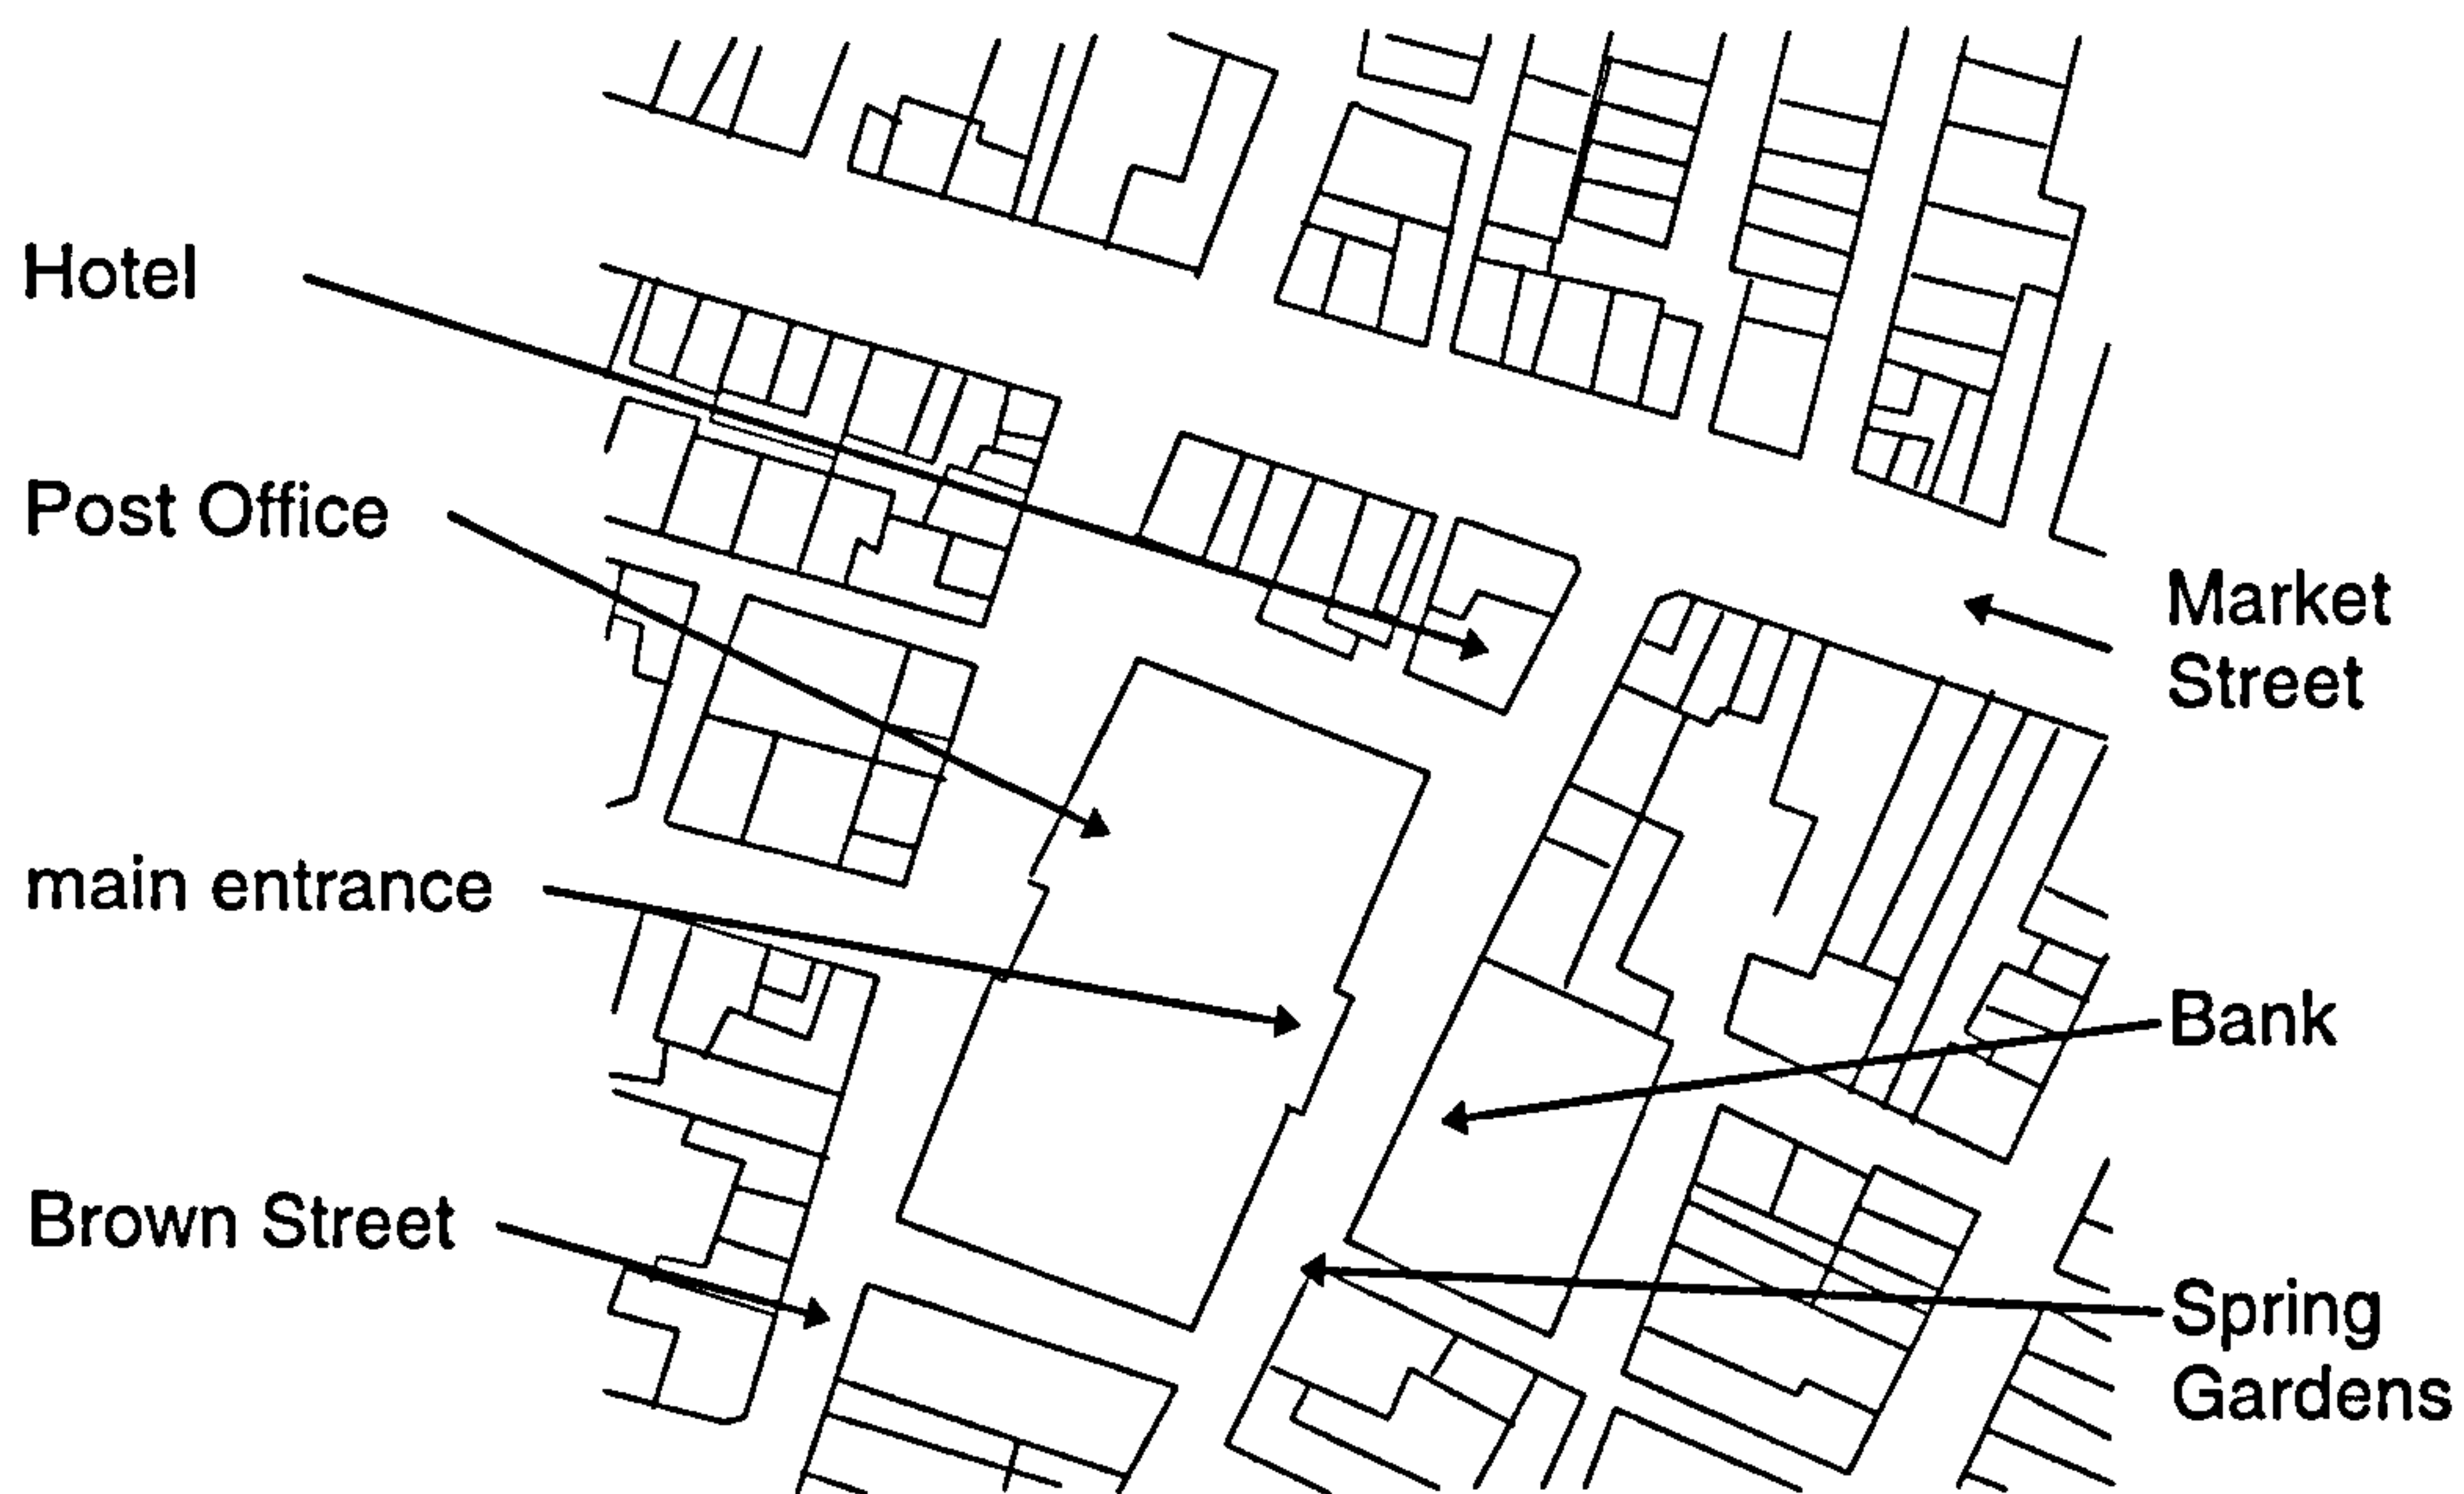 Hotel
Post Office
Market
Street
main entrance
Bank
Brown Street
Spring
Gardens